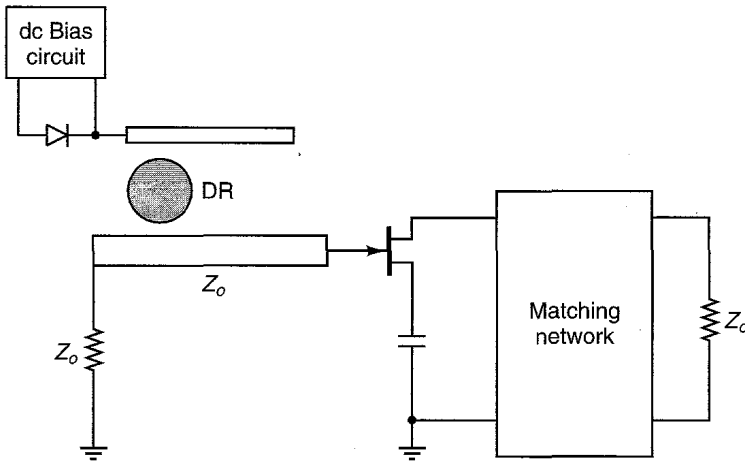 dc Bias
circuit
DR
Z_o
Z_o
Matching
network
Z_o